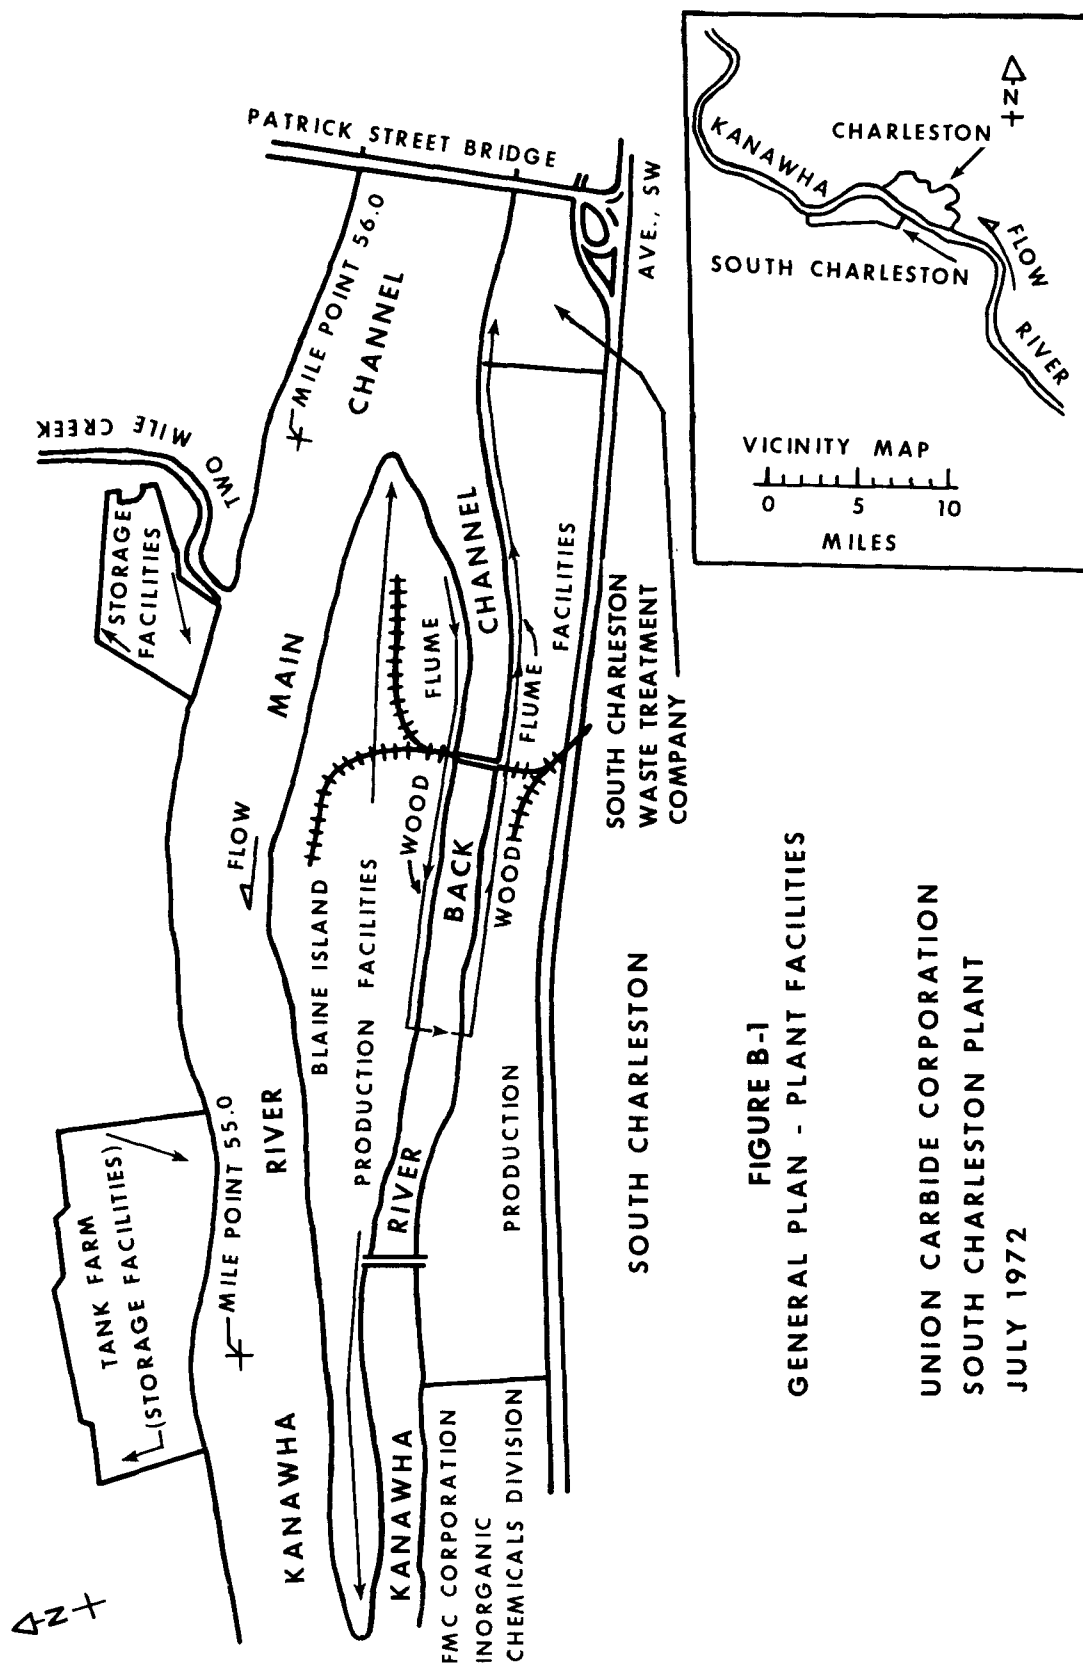 PATRICK STREET BRIDGE
AVE., SW
MILE POINT 56.0
MAIN CHANNEL
TWO MILE CREEK
STORAGE
FACILITIES
FLOW
BLAINE ISLAND
PRODUCTION FACILITIES
WOOD FLUME
BACK CHANNEL
WOOD FLUME
PRODUCTION FACILITIES
TANK FARM
(STORAGE FACILITIES)
MILE POINT 55.0
KANAWHA RIVER
KANAWHA RIVER
FMC CORPORATION
INORGANIC
CHEMICALS DIVISION
N
SOUTH CHARLESTON
SOUTH CHARLESTON
WASTE TREATMENT
COMPANY
KANAWHA RIVER
CHARLESTON
SOUTH CHARLESTON
FLOW
N
VICINITY MAP
0 5 10
MILES
FIGURE B-1
GENERAL PLAN - PLANT FACILITIES
UNION CARBIDE CORPORATION
SOUTH CHARLESTON PLANT
JULY 1972